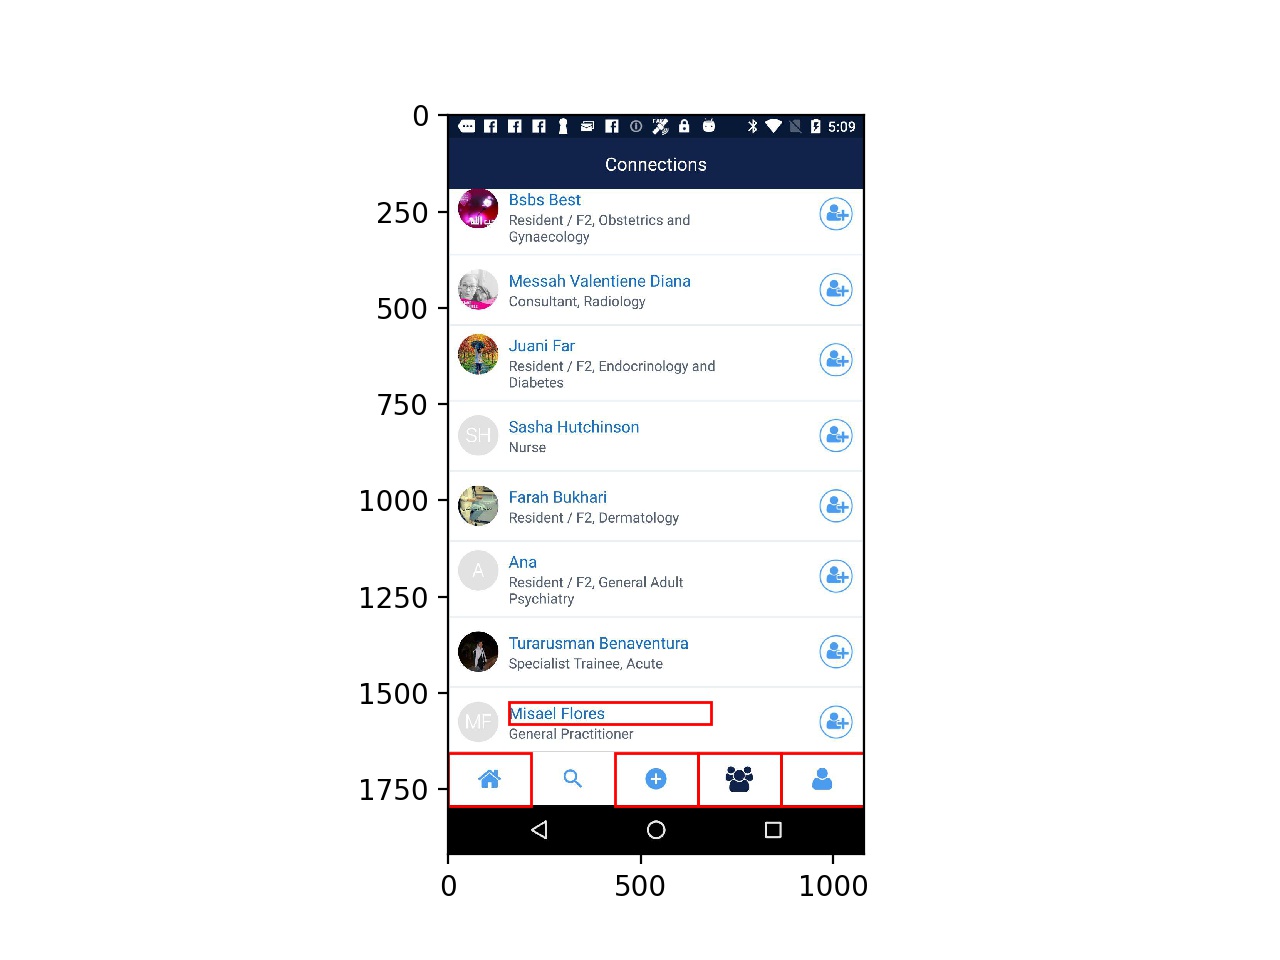 0
5:09
Connections
250
Bsbs Best
Resident / F2, Obstetrics and
Gynaecology
500
Messah Valentiene Diana
Consultant, Radiology
Juani Far
Resident / F2, Endocrinology and
Diabetes
750
SH
Sasha Hutchinson
Nurse
1000
Farah Bukhari
Resident / F2, Dermatology
A
Ana
Resident / F2, General Adult
Psychiatry
1250
Turarusman Benaventura
Specialist Trainee, Acute
1500
MF
Misael Flores
General Practitioner
1750
0 500 1000